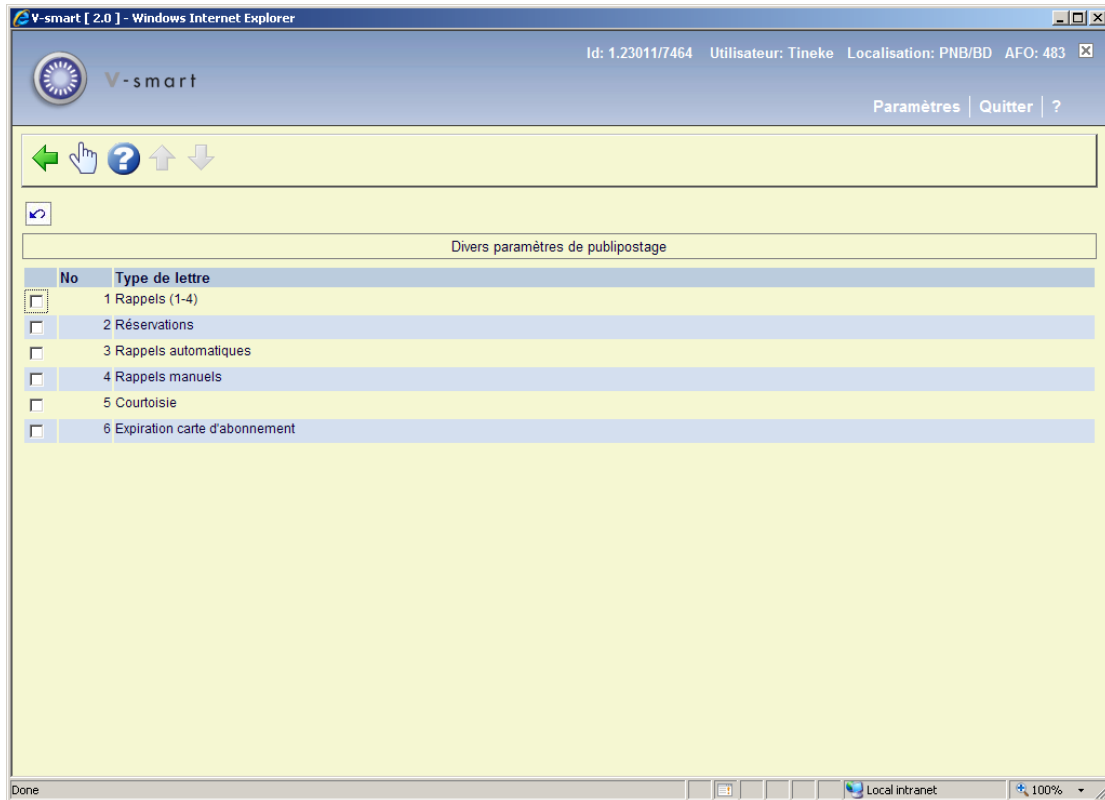 V-smart [ 2.0 ] - Windows Internet Explorer
Id: 1.23011/7464 Utilisateur: Tineke Localisation: PNB/BD AFO: 483
V-smart
Paramètres Quitter ?
Divers paramètres de publipostage
No Type de lettre
1 Rappels (1-4)
2 Réservations
3 Rappels automatiques
4 Rappels manuels
5 Courtoisie
6 Expiration carte d'abonnement
Done Local intranet 100%